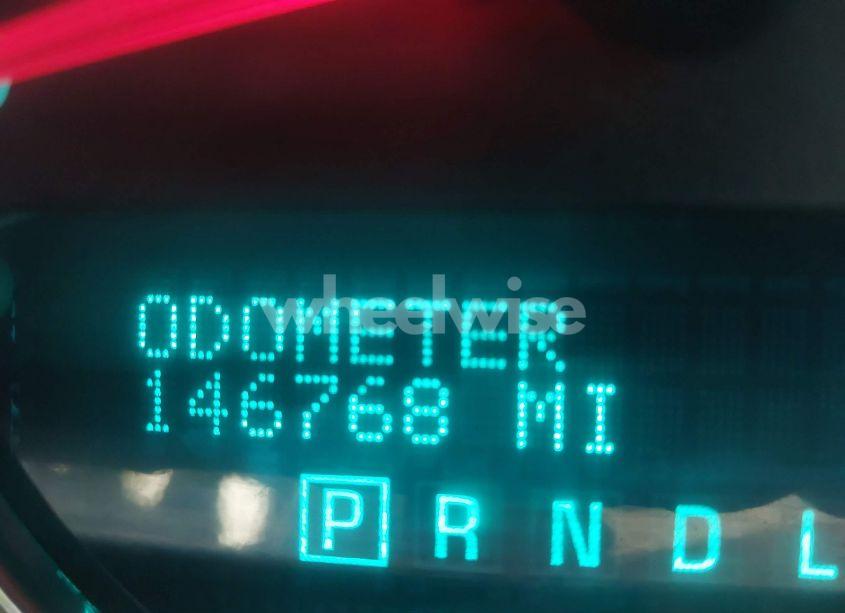 ODOMETER
wheelwise
146768 MI
P R N D L